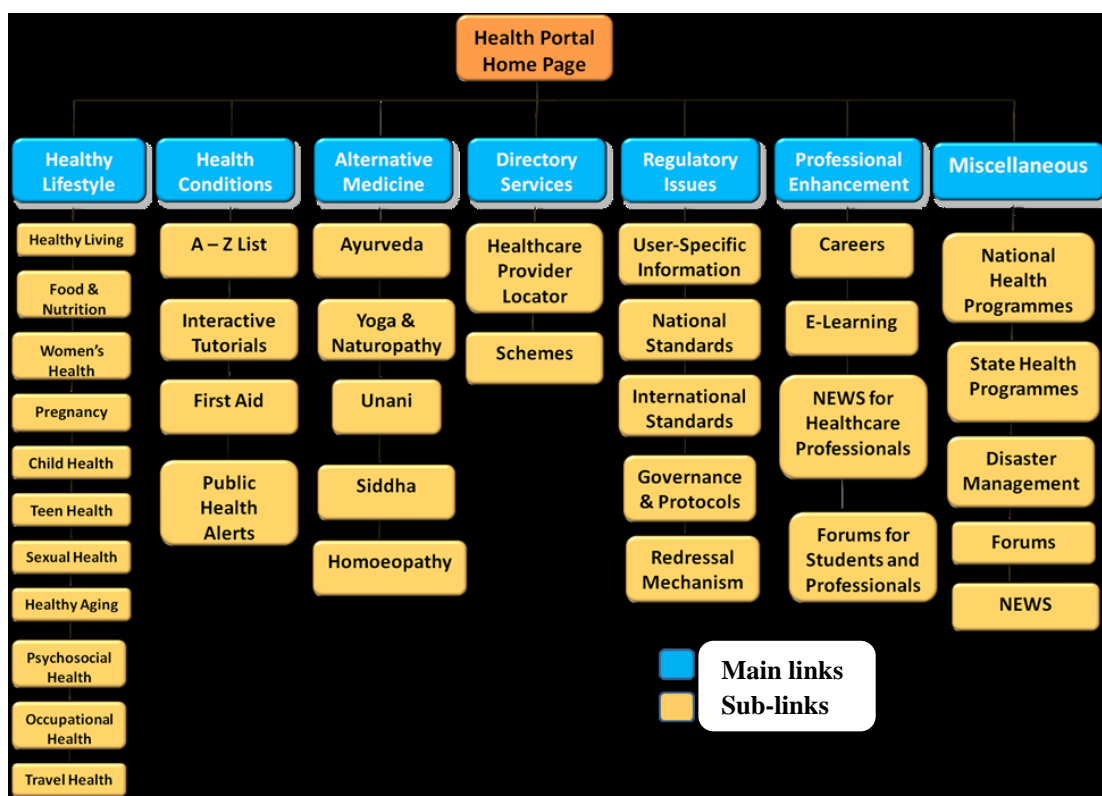 Health Portal
Home Page
Healthy
Lifestyle
Health
Conditions
Alternative
Medicine
Directory
Services
Regulatory
Issues
Professional
Enhancement
Miscellaneous
Healthy Living
Food &
Nutrition
Women's
Health
Pregnancy
Child Health
Teen Health
Sexual Health
Healthy Aging
Psychosocial
Health
Occupational
Health
Travel Health
A – Z List
Interactive
Tutorials
First Aid
Public
Health
Alerts
Ayurveda
Yoga &
Naturopathy
Unani
Siddha
Homoeopathy
Healthcare
Provider
Locator
Schemes
User-Specific
Information
National
Standards
International
Standards
Governance
& Protocols
Redressal
Mechanism
Careers
E-Learning
NEWS for
Healthcare
Professionals
Forums for
Students and
Professionals
National
Health
Programmes
State Health
Programmes
Disaster
Management
Forums
NEWS
Main links
Sub-links